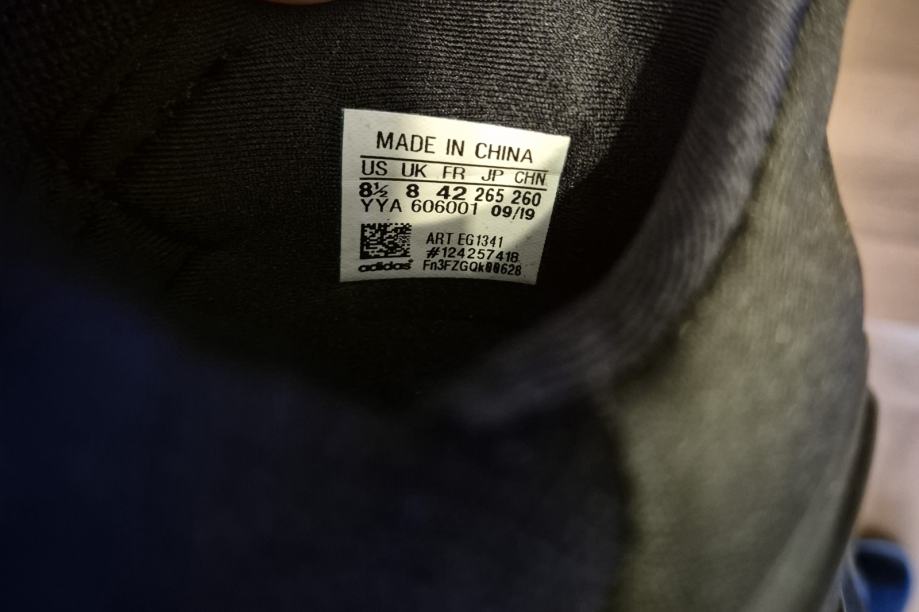 MADE IN CHINA
US UK FR JP CHN
8½ 8 42 265 260
YYA 606001 09/19
ART EG1341
#124257418
adidas Fn3FZGQk00628